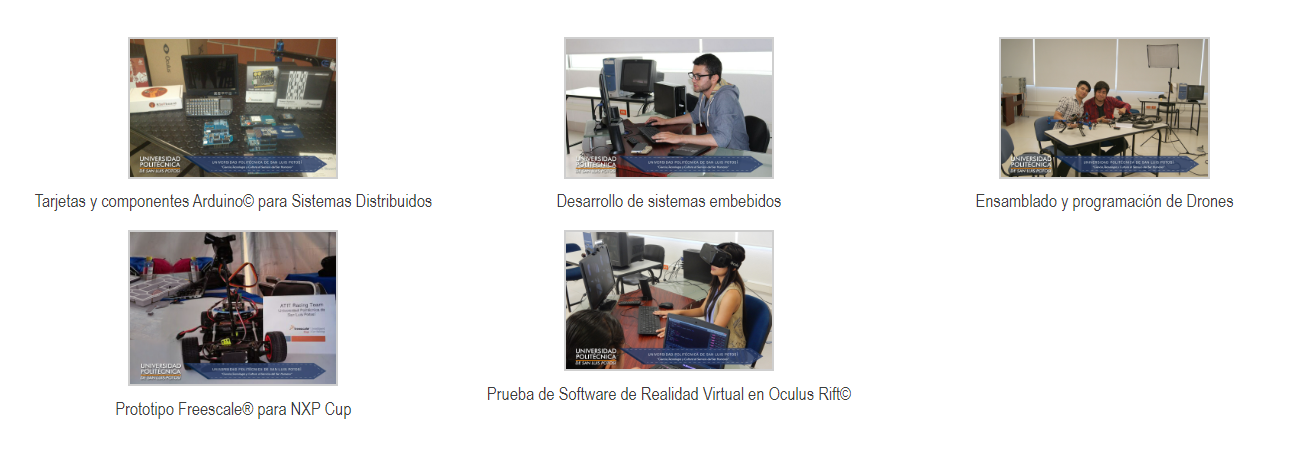 UNIVERSIDAD
POLITÉCNICA
DE SAN LUIS POTOSÍ
UNIVERSIDAD POLITÉCNICA DE SAN LUIS POTOSÍ
Tarjetas y componentes Arduino© para Sistemas Distribuidos
UNIVERSIDAD
POLITÉCNICA
DE SAN LUIS POTOSÍ
UNIVERSIDAD POLITÉCNICA DE SAN LUIS POTOSÍ
Desarrollo de sistemas embebidos
UNIVERSIDAD
POLITÉCNICA
DE SAN LUIS POTOSÍ
UNIVERSIDAD POLITÉCNICA DE SAN LUIS POTOSÍ
Ensamblado y programación de Drones
Racing Team
Universidad Politécnica de
San Luis Potosí
UNIVERSIDAD
POLITÉCNICA
DE SAN LUIS POTOSÍ
UNIVERSIDAD POLITÉCNICA DE SAN LUIS POTOSÍ
Prototipo Freescale® para NXP Cup
UNIVERSIDAD
POLITÉCNICA
DE SAN LUIS POTOSÍ
UNIVERSIDAD POLITÉCNICA DE SAN LUIS POTOSÍ
Prueba de Software de Realidad Virtual en Oculus Rift©